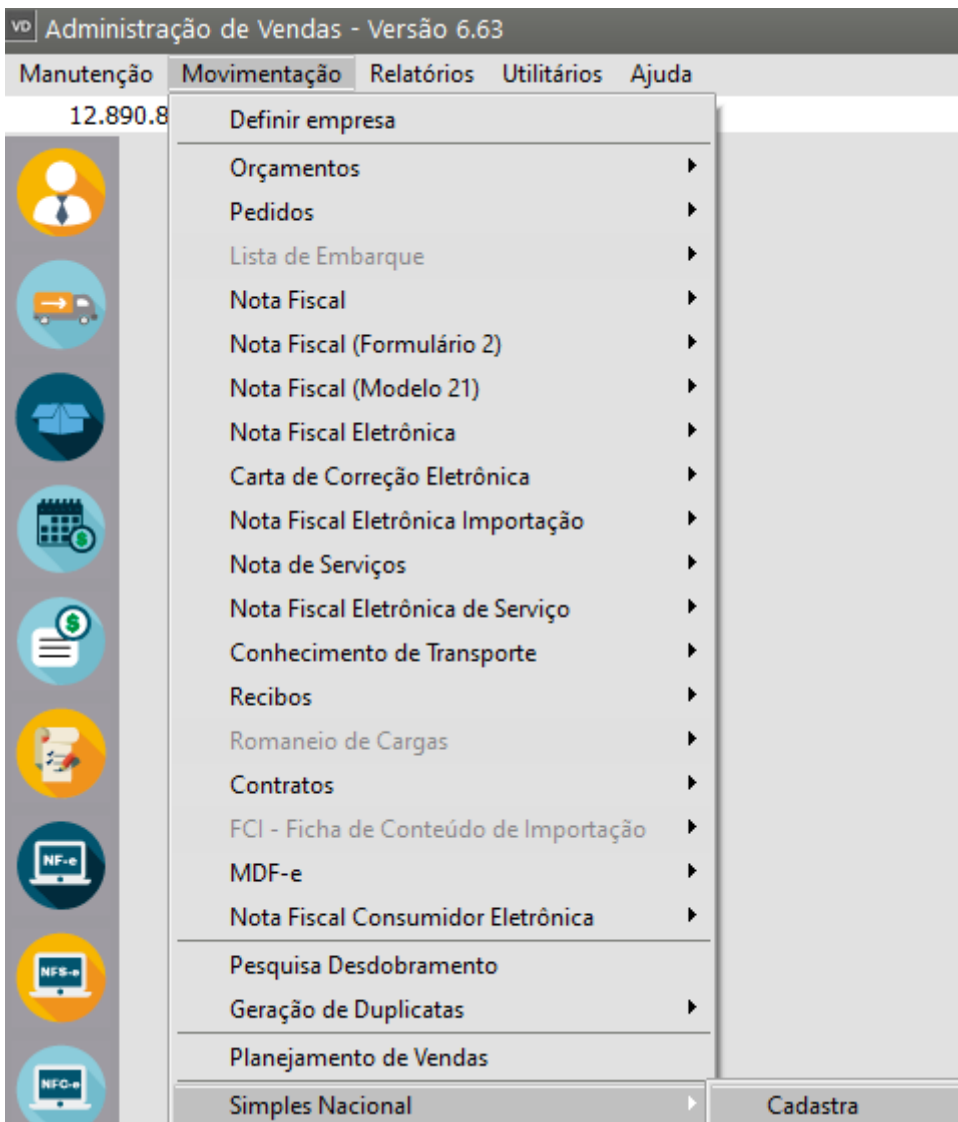 VD Administração de Vendas - Versão 6.63
Manutenção Movimentação Relatórios Utilitários Ajuda
12.890.8
Definir empresa
Orçamentos
Pedidos
Lista de Embarque
Nota Fiscal
Nota Fiscal (Formulário 2)
Nota Fiscal (Modelo 21)
Nota Fiscal Eletrônica
Carta de Correção Eletrônica
Nota Fiscal Eletrônica Importação
Nota de Serviços
Nota Fiscal Eletrônica de Serviço
Conhecimento de Transporte
Recibos
Romaneio de Cargas
Contratos
FCI - Ficha de Conteúdo de Importação
NF-e
MDF-e
Nota Fiscal Consumidor Eletrônica
NFS-e
Pesquisa Desdobramento
Geração de Duplicatas
Planejamento de Vendas
NFC-e
Simples Nacional Cadastra